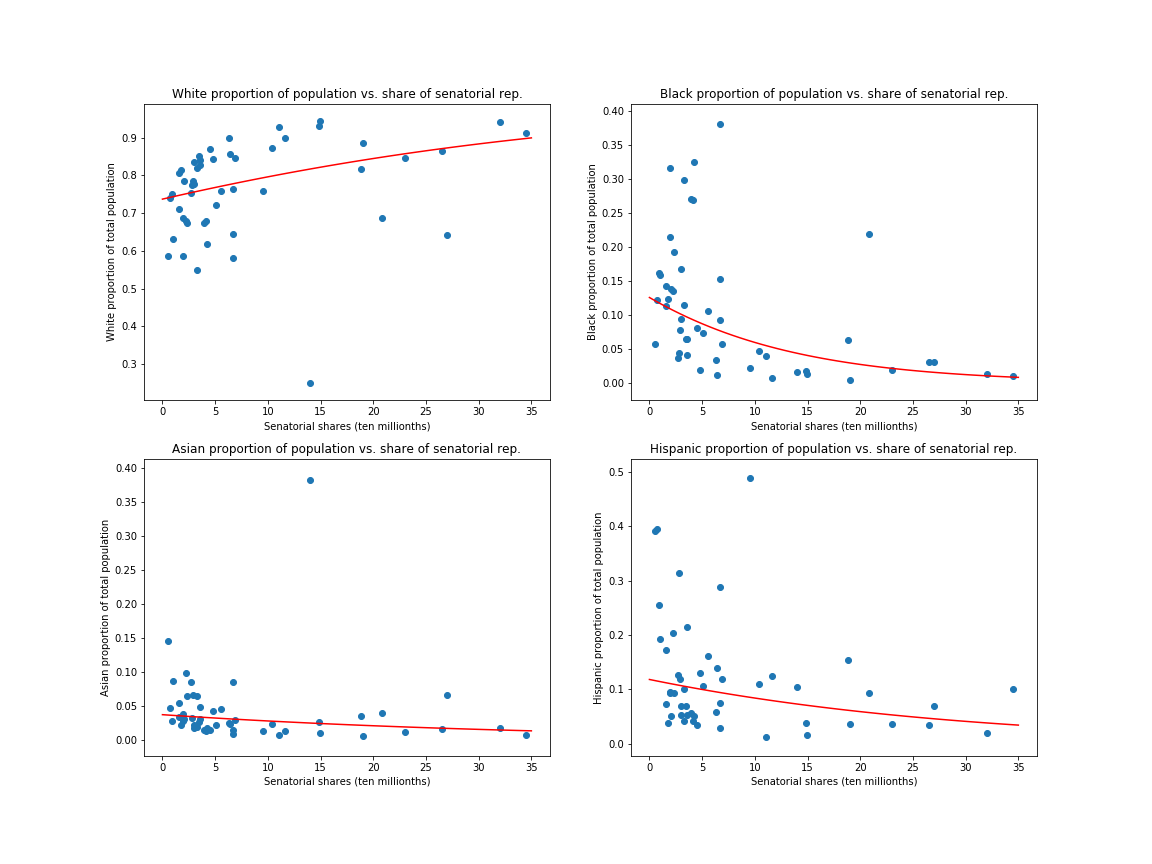 White proportion of population vs. share of senatorial rep.
White proportion of total population
0.9
0.8
0.7
0.6
0.5
0.4
0.3
0 5 10 15 20 25 30 35
Senatorial shares (ten millionths)
Black proportion of population vs. share of senatorial rep.
Black proportion of total population
0.40
0.35
0.30
0.25
0.20
0.15
0.10
0.05
0.00
0 5 10 15 20 25 30 35
Senatorial shares (ten millionths)
Asian proportion of population vs. share of senatorial rep.
Asian proportion of total population
0.40
0.35
0.30
0.25
0.20
0.15
0.10
0.05
0.00
0 5 10 15 20 25 30 35
Senatorial shares (ten millionths)
Hispanic proportion of population vs. share of senatorial rep.
Hispanic proportion of total population
0.5
0.4
0.3
0.2
0.1
0.0
0 5 10 15 20 25 30 35
Senatorial shares (ten millionths)